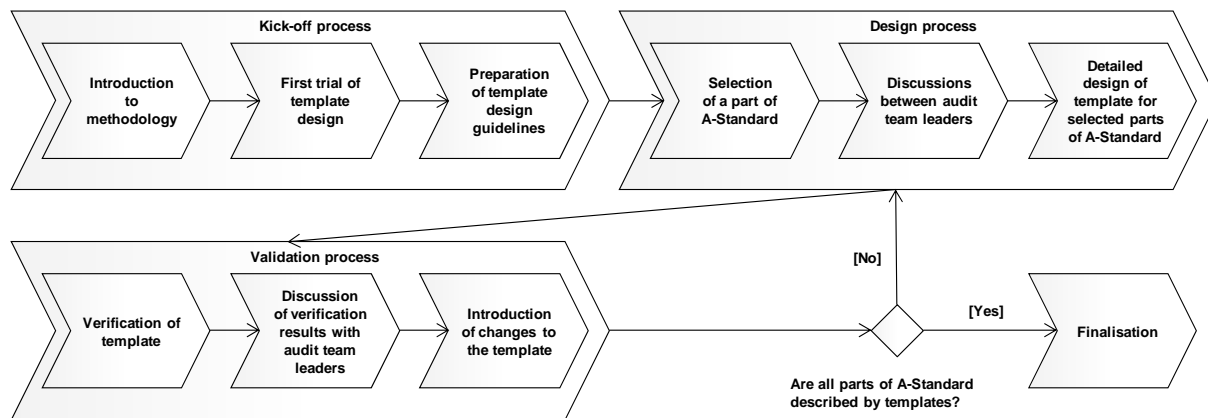 Kick-off process
Introduction
to
methodology
First trial of
template
design
Preparation
of template
design
guidelines
Design process
Selection
of a part of
A-Standard
Discussions
between audit
team leaders
Detailed
design of
template for
selected parts
of A-Standard
Validation process
Verification of
template
Discussion
of verification
results with
audit team
leaders
Introduction
of changes to
the template
[No]
[Yes]
Finalisation
Are all parts of A-Standard
described by templates?